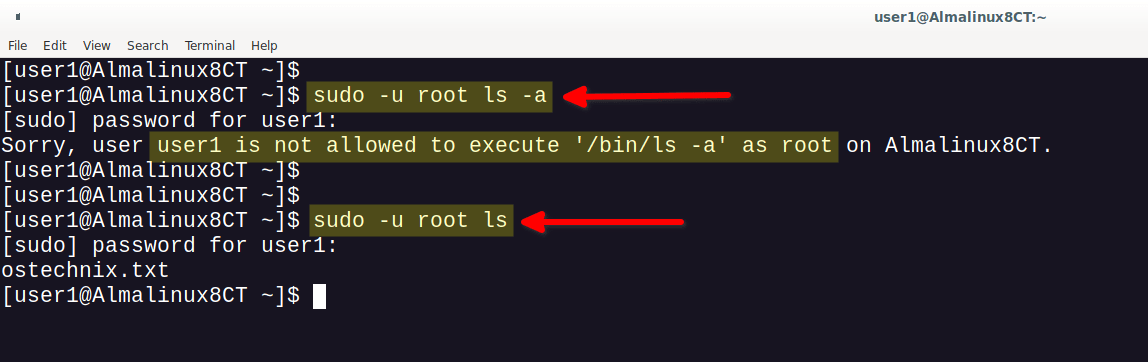 user1@Almalinux8CT:~
File Edit View Search Terminal Help
[user1@Almalinux8CT ~]$
[user1@Almalinux8CT ~]$ sudo -u root ls -a
[sudo] password for user1:
Sorry, user user1 is not allowed to execute '/bin/ls -a' as root on Almalinux8CT.
[user1@Almalinux8CT ~]$
[user1@Almalinux8CT ~]$
[user1@Almalinux8CT ~]$ sudo -u root ls
[sudo] password for user1:
ostechnix.txt
[user1@Almalinux8CT ~]$